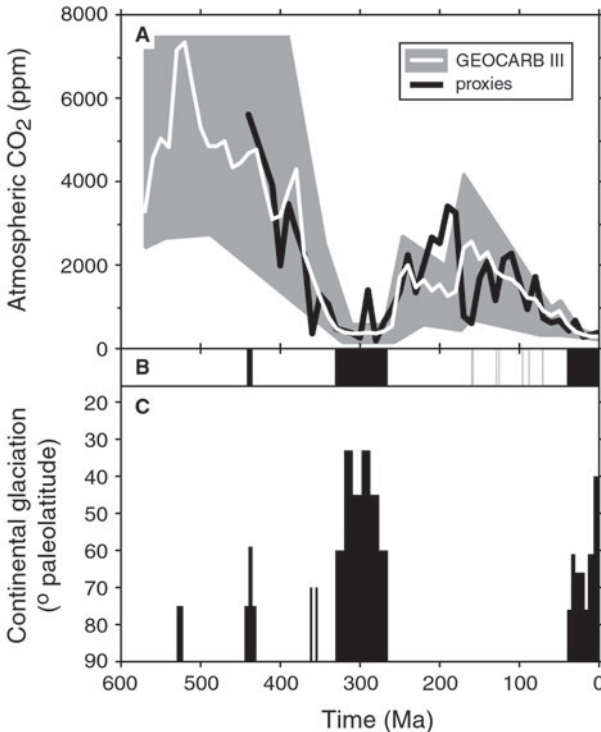 8000
A
GEOCARB III
proxies
6000
4000
2000
0
Atmospheric CO₂ (ppm)
B
C
20
30
40
50
60
70
80
90
Continental glaciation
(° paleolatitude)
600 500 400 300 200 100 0
Time (Ma)